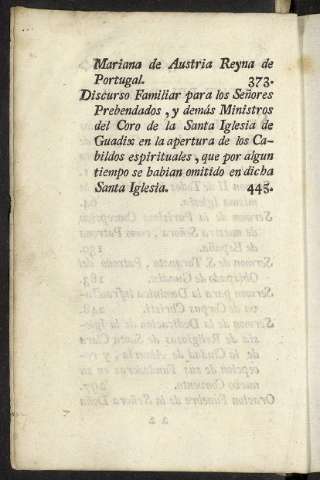 Mariana de Austria Reyna de
Portugal. 373.
Discurso Familiar para los Señores
Prebendados, y demás Ministros
del Coro de la Santa Iglesia de
Guadix en la apertura de los Ca-
bildos espirituales, que por algun
tiempo se habian omitido en dicha
Santa Iglesia. 445.